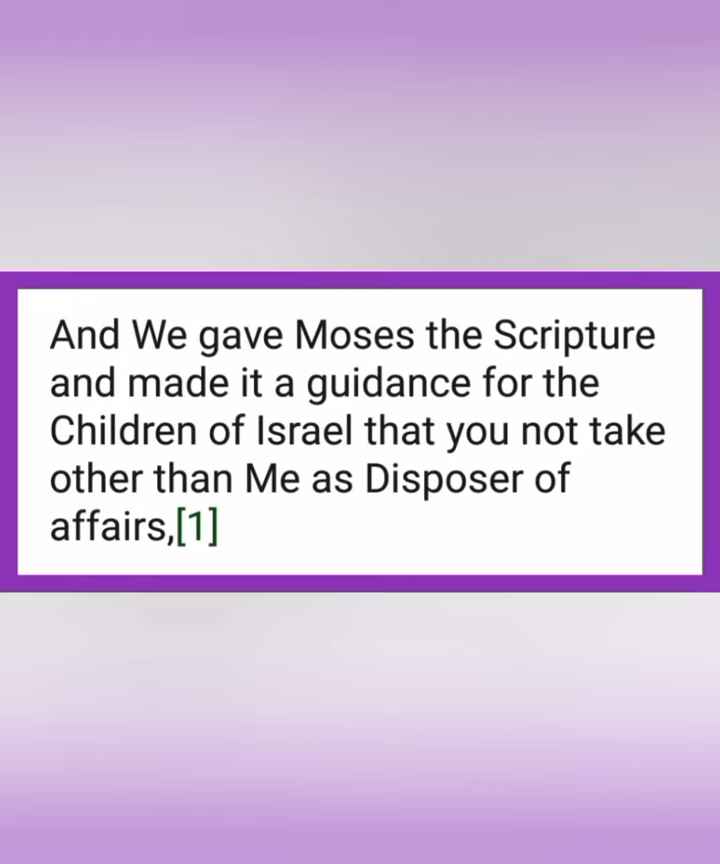 And We gave Moses the Scripture
and made it a guidance for the
Children of Israel that you not take
other than Me as Disposer of
affairs,[1]